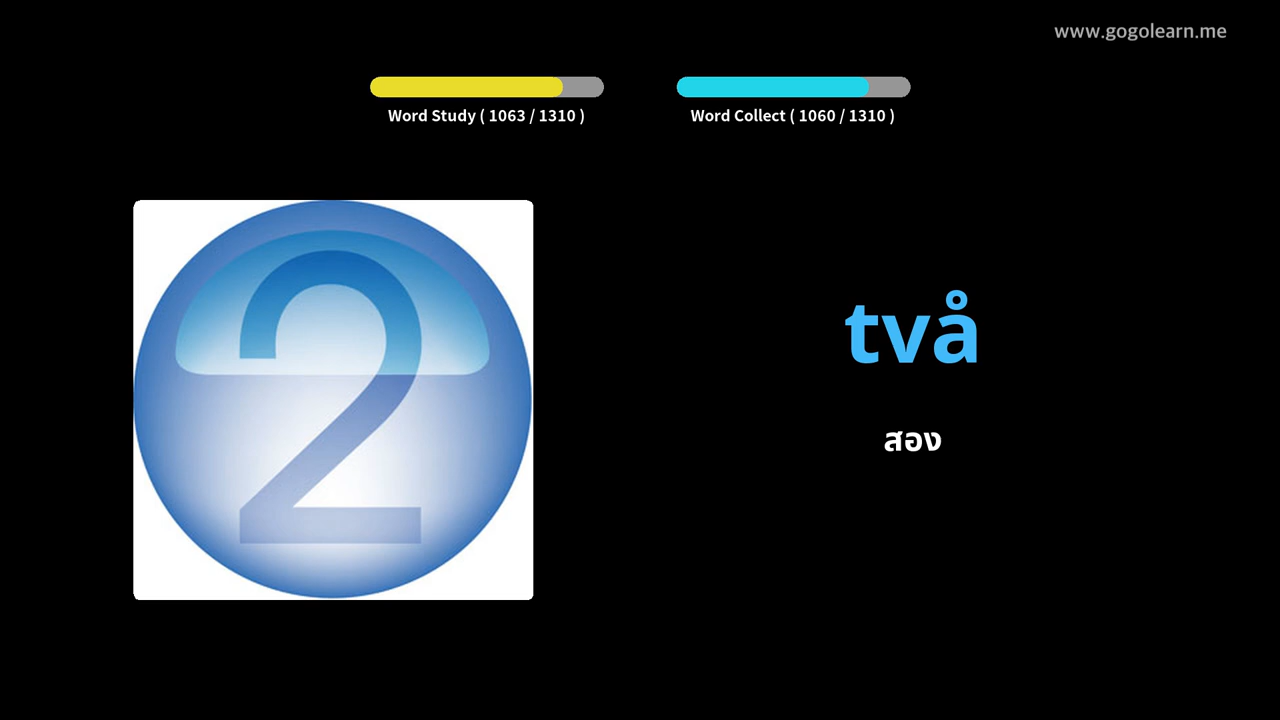 www.gogolearn.me
Word Study ( 1063 / 1310 )
Word Collect ( 1060 / 1310 )
2
två
สอง